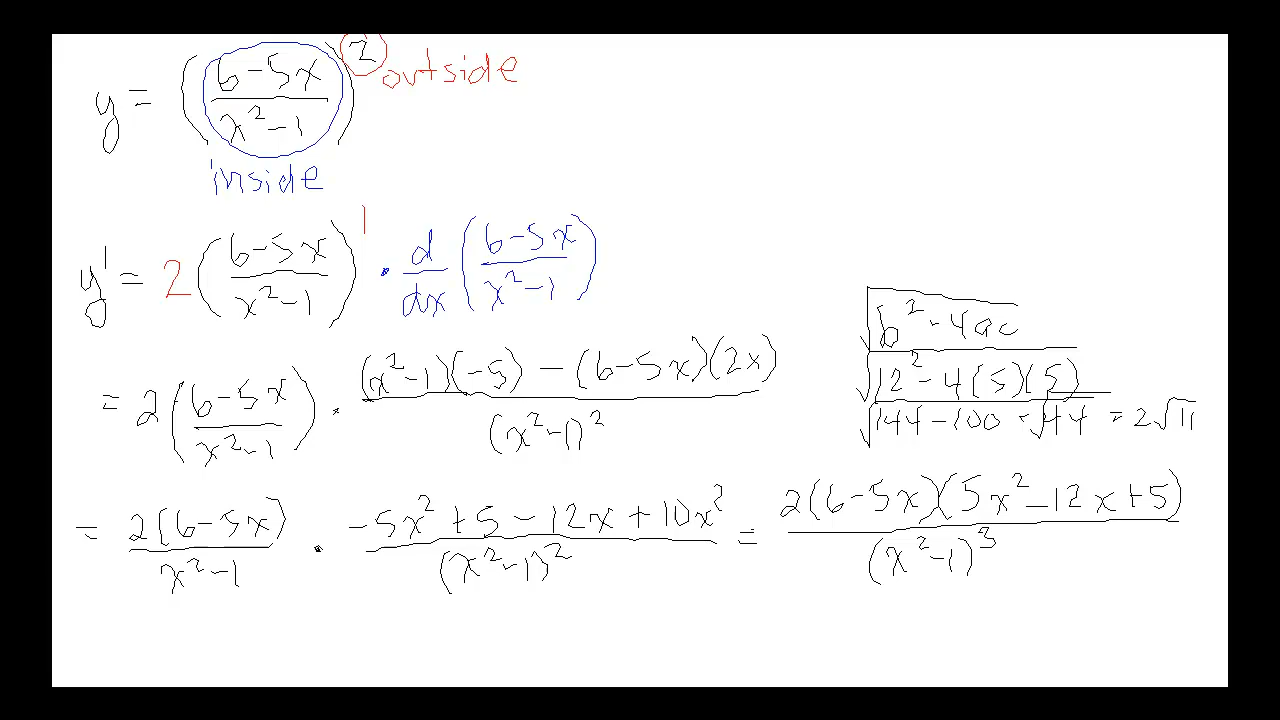 y = ((6-5x)/(x²-1))² outside
inside
y' = 2((6-5x)/(x²-1))¹ · d/dx((6-5x)/(x²-1))
= 2((6-5x)/(x²-1)) · ((x²-1)(-5) - (6-5x)(2x))/(x²-1)²
√(b²-4ac)
√(12²-4(5)(5))
√(144-100) = √44 = 2√11
= 2(6-5x)/(x²-1) · (-5x²+5-12x+10x²)/(x²-1)² = 2(6-5x)(5x²-12x+5)/(x²-1)³